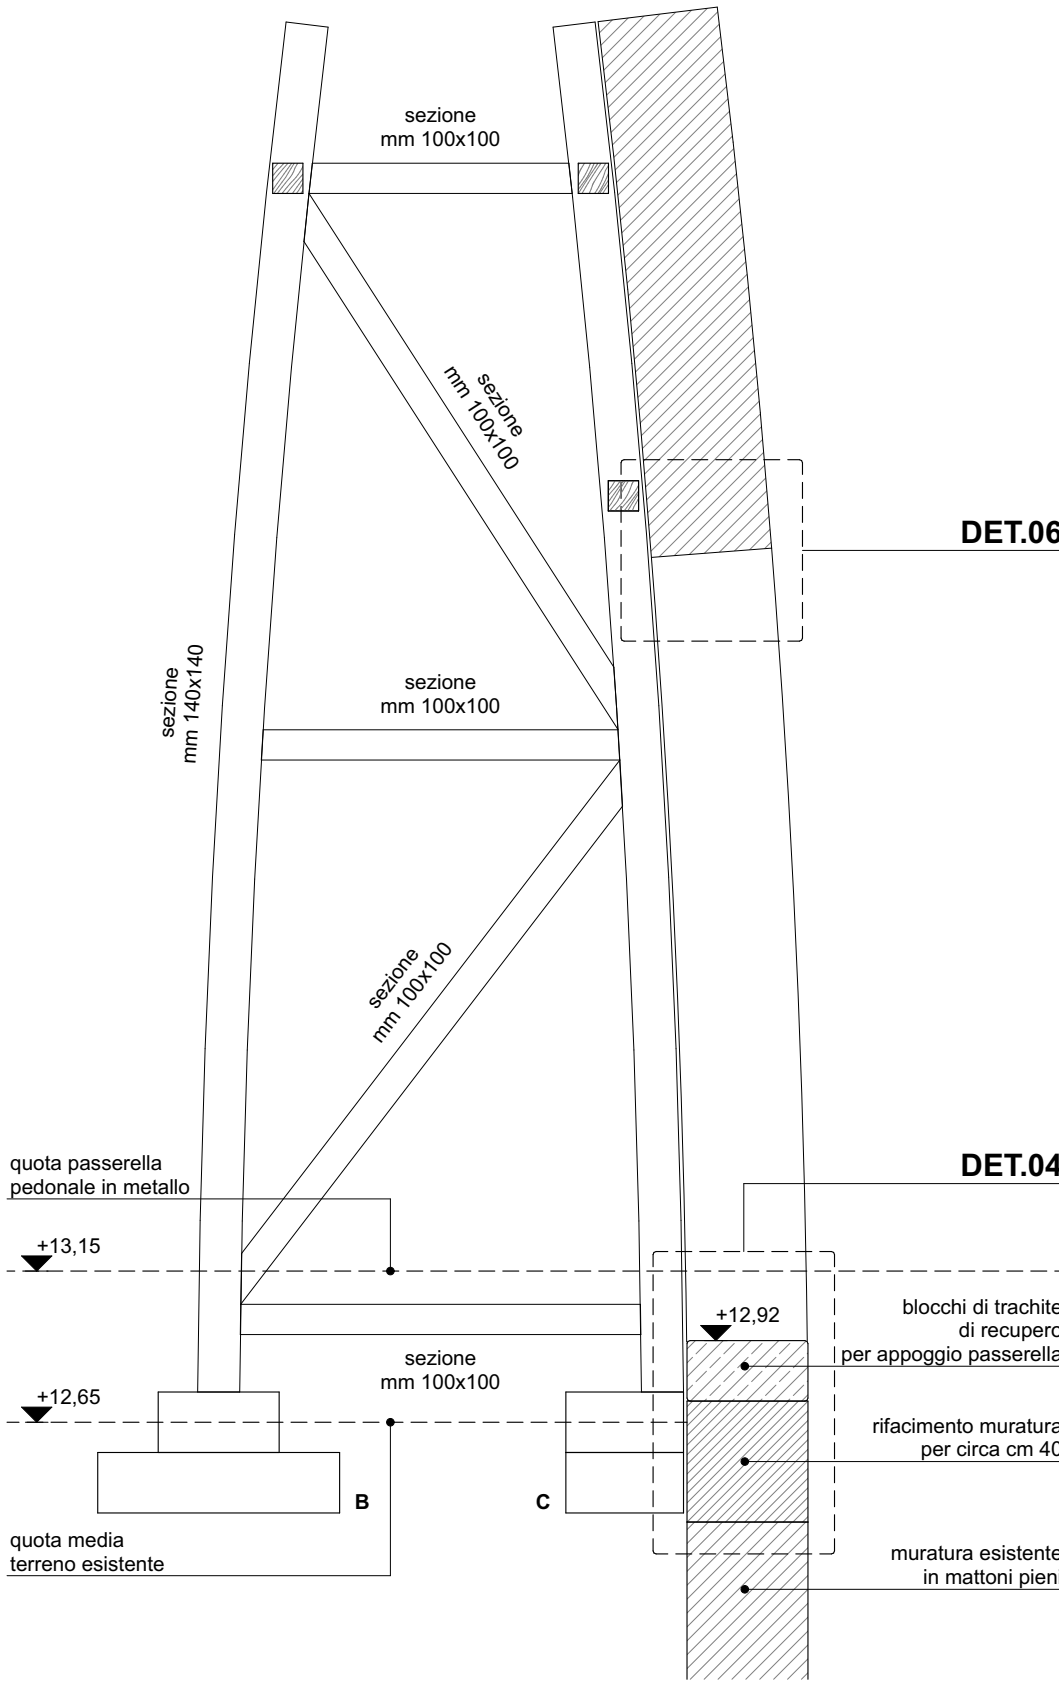 sezione
mm 100x100
sezione
mm 100x100
DET.06
sezione
mm 140x140
sezione
mm 100x100
sezione
mm 100x100
quota passerella
pedonale in metallo
DET.04
+13,15
+12,92
blocchi di trachite
di recupero
per appoggio passerella
sezione
mm 100x100
+12,65
rifacimento muratura
per circa cm 40
B
C
quota media
terreno esistente
muratura esistente
in mattoni pieni